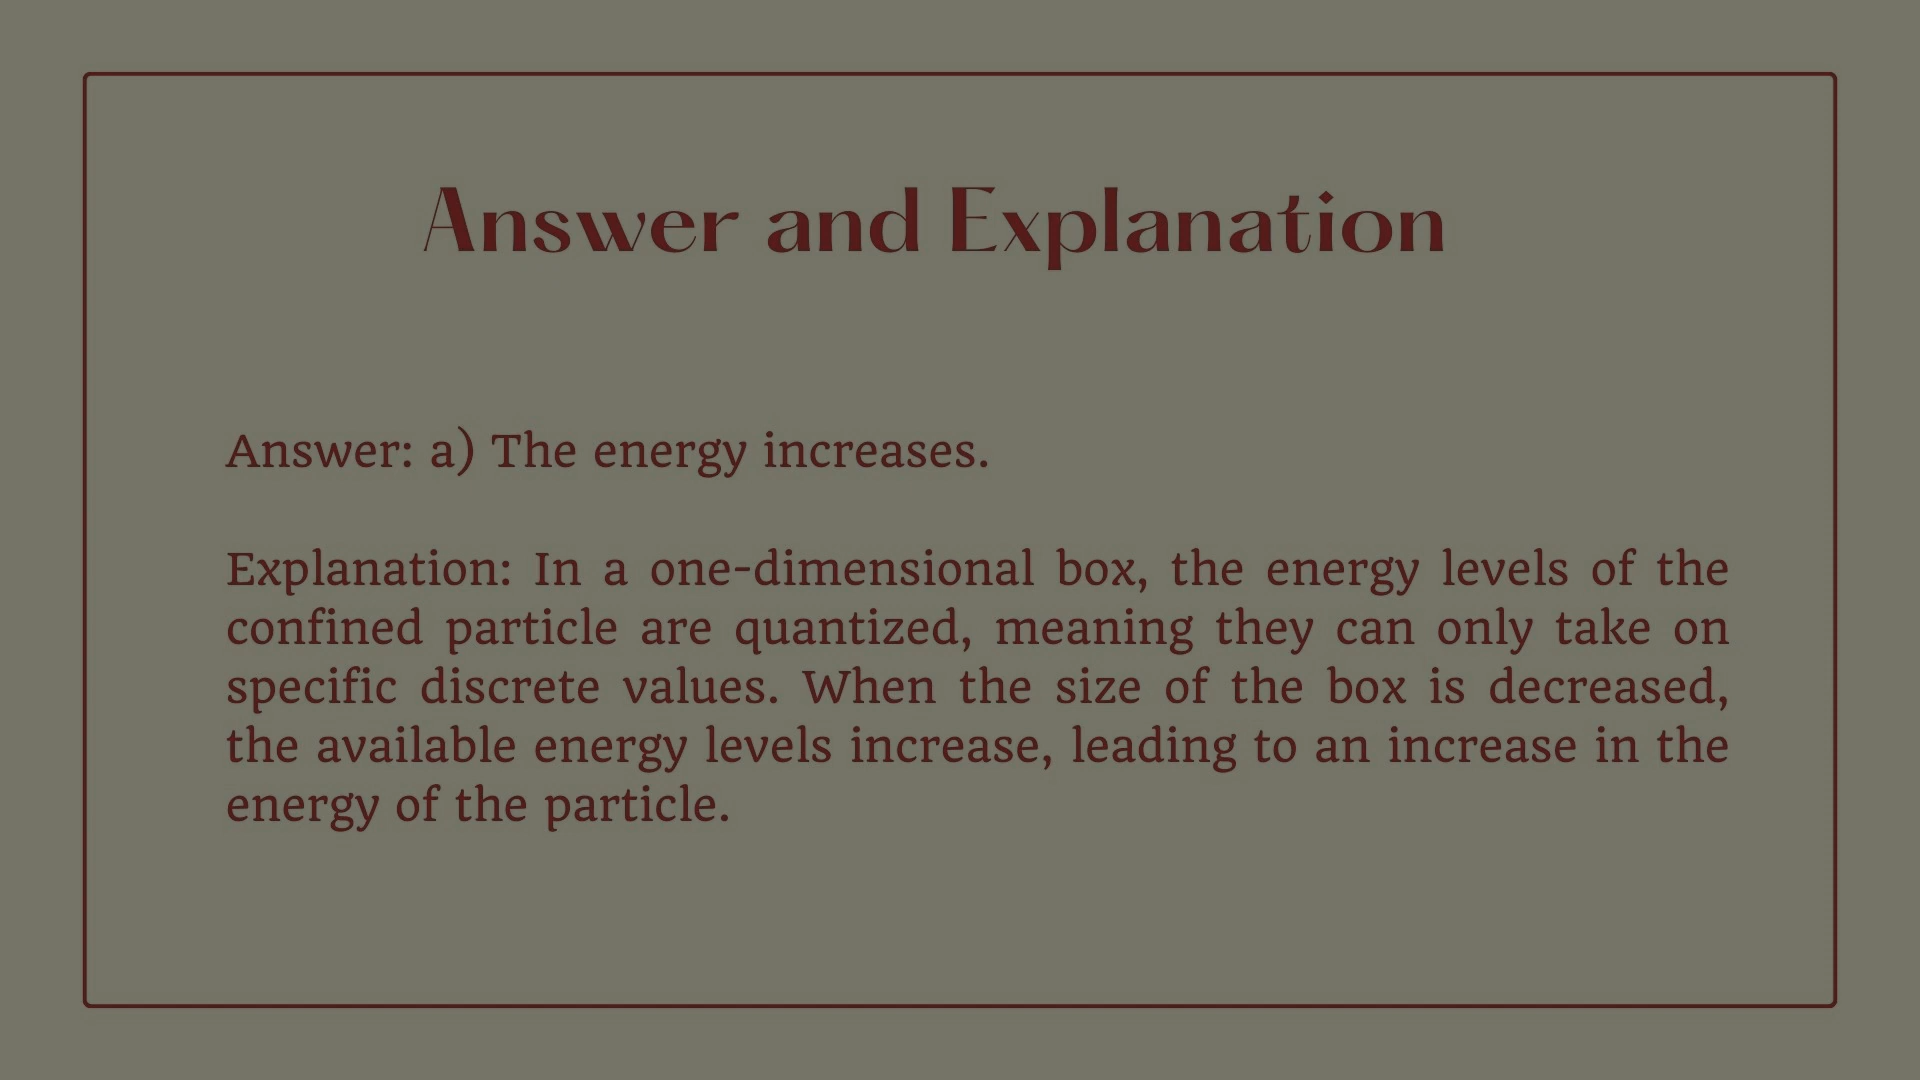 Answer and Explanation
Answer: a) The energy increases.
Explanation: In a one-dimensional box, the energy levels of the
confined particle are quantized, meaning they can only take on
specific discrete values. When the size of the box is decreased,
the available energy levels increase, leading to an increase in the
energy of the particle.